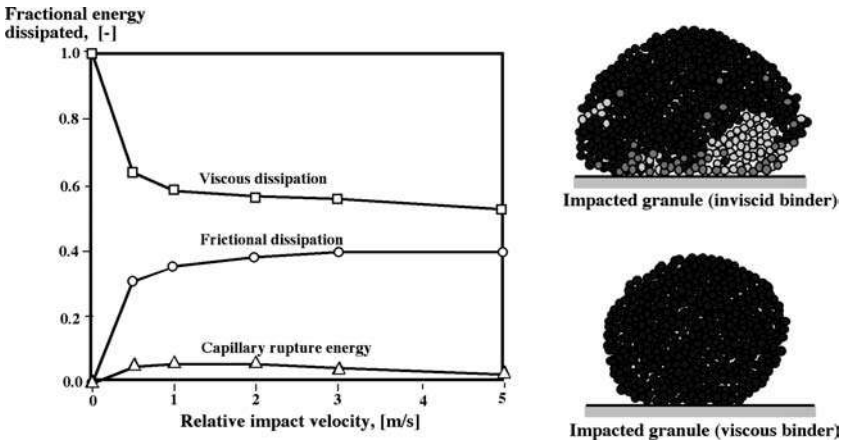 Fractional energy
dissipated, [-]
1.0
0.8
0.6
0.4
0.2
0.0
Viscous dissipation
Frictional dissipation
Capillary rupture energy
0 1 2 3 4 5
Relative impact velocity, [m/s]
Impacted granule (inviscid binder)
Impacted granule (viscous binder)